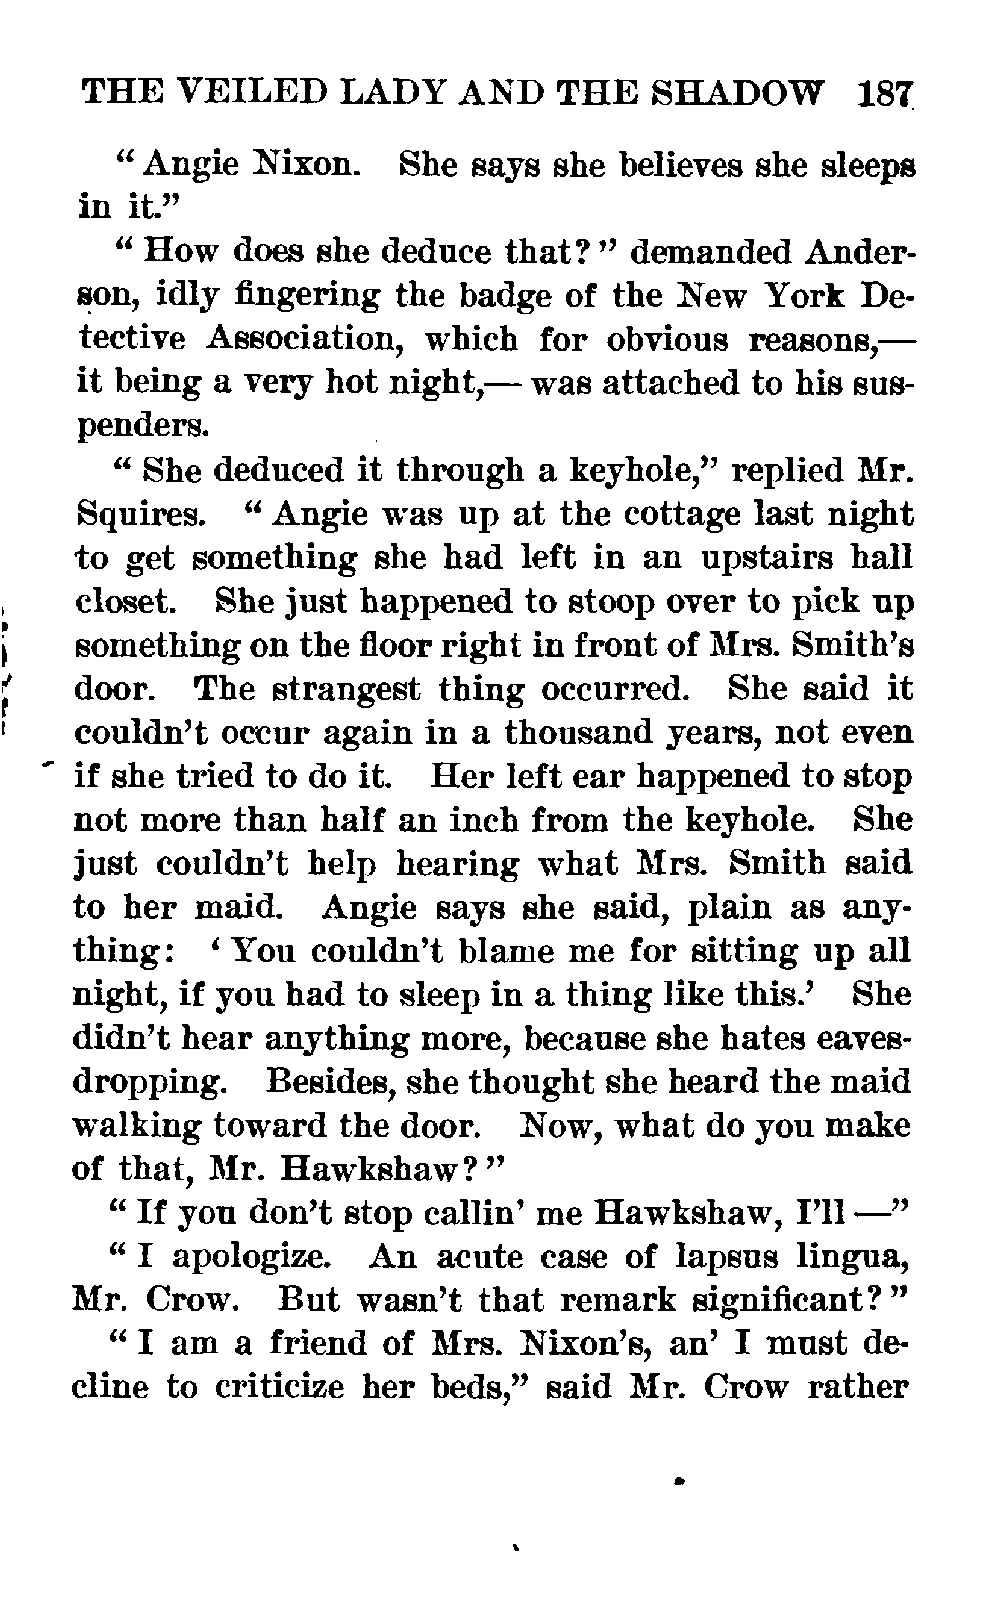 THE VEILED LADY AND THE SHADOW 187
“ Angie Nixon. She says she believes she sleeps
in it.”
“ How does she deduce that? ” demanded Ander-
son, idly fingering the badge of the New York De-
tective Association, which for obvious reasons,—
it being a very hot night,— was attached to his sus-
penders.
“ She deduced it through a keyhole,” replied Mr.
Squires. “ Angie was up at the cottage last night
to get something she had left in an upstairs hall
closet. She just happened to stoop over to pick up
something on the floor right in front of Mrs. Smith’s
door. The strangest thing occurred. She said it
couldn’t occur again in a thousand years, not even
if she tried to do it. Her left ear happened to stop
not more than half an inch from the keyhole. She
just couldn’t help hearing what Mrs. Smith said
to her maid. Angie says she said, plain as any-
thing: ‘ You couldn’t blame me for sitting up all
night, if you had to sleep in a thing like this.’ She
didn’t hear anything more, because she hates eaves-
dropping. Besides, she thought she heard the maid
walking toward the door. Now, what do you make
of that, Mr. Hawkshaw? ”
“ If you don’t stop callin’ me Hawkshaw, I’ll —”
“ I apologize. An acute case of lapsus lingua,
Mr. Crow. But wasn’t that remark significant? ”
“ I am a friend of Mrs. Nixon’s, an’ I must de-
cline to criticize her beds,” said Mr. Crow rather